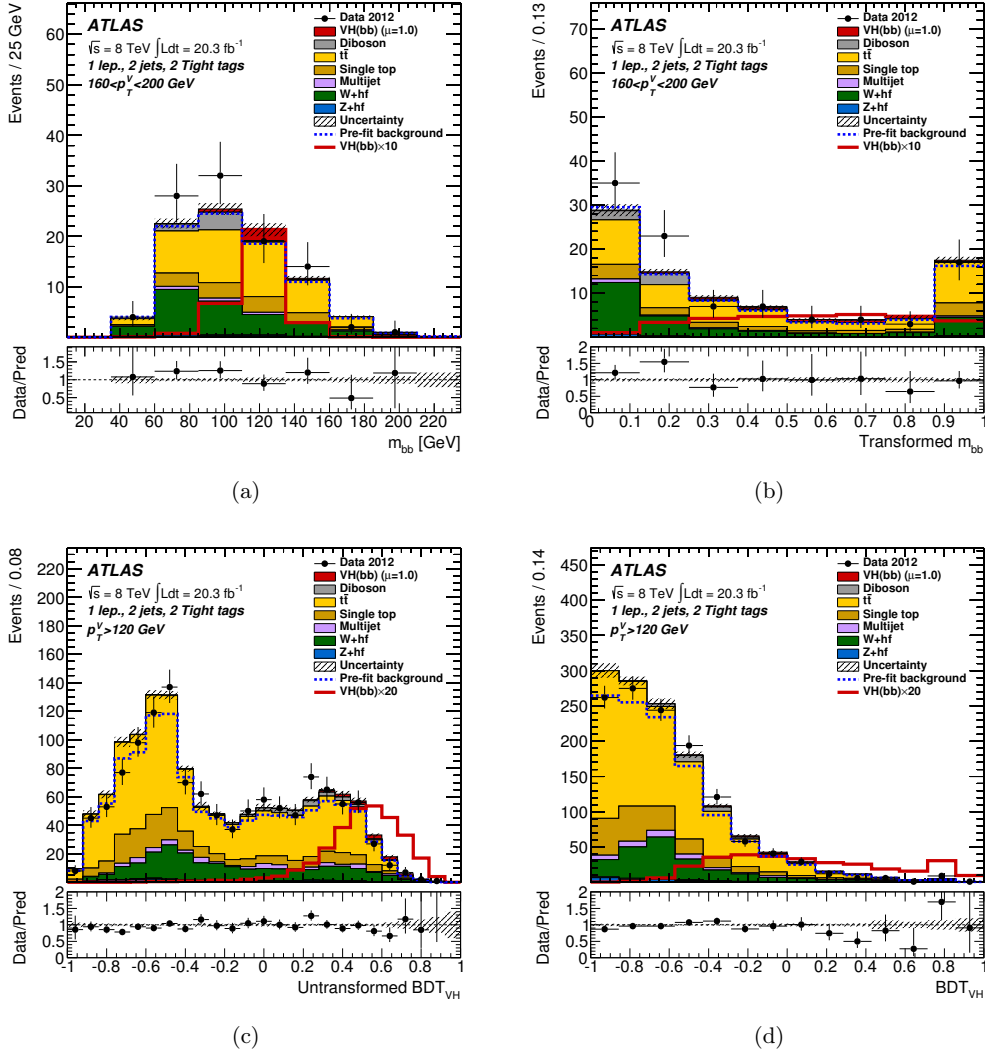 Events / 25 GeV
ATLAS
√s = 8 TeV ∫Ldt = 20.3 fb⁻¹
1 lep., 2 jets, 2 Tight tags
160<p_T^V<200 GeV
Data 2012
VH(bb) (μ=1.0)
Diboson
tt̄
Single top
Multijet
W+hf
Z+hf
Uncertainty
Pre-fit background
VH(bb)×10
60
50
40
30
20
10
Data/Pred
1.5
1
0.5
20 40 60 80 100 120 140 160 180 200 220
m_bb [GeV]
(a)
Events / 0.13
ATLAS
√s = 8 TeV ∫Ldt = 20.3 fb⁻¹
1 lep., 2 jets, 2 Tight tags
160<p_T^V<200 GeV
Data 2012
VH(bb) (μ=1.0)
Diboson
tt̄
Single top
Multijet
W+hf
Z+hf
Uncertainty
Pre-fit background
VH(bb)×10
70
60
50
40
30
20
10
Data/Pred
2
1.5
1
0.5
0
0 0.1 0.2 0.3 0.4 0.5 0.6 0.7 0.8 0.9 1
Transformed m_bb
(b)
Events / 0.08
ATLAS
√s = 8 TeV ∫Ldt = 20.3 fb⁻¹
1 lep., 2 jets, 2 Tight tags
p_T^V>120 GeV
Data 2012
VH(bb) (μ=1.0)
Diboson
tt̄
Single top
Multijet
W+hf
Z+hf
Uncertainty
Pre-fit background
VH(bb)×20
220
200
180
160
140
120
100
80
60
40
20
Data/Pred
2
1.5
1
0.5
0
-1 -0.8 -0.6 -0.4 -0.2 0 0.2 0.4 0.6 0.8 1
Untransformed BDT_VH
(c)
Events / 0.14
ATLAS
√s = 8 TeV ∫Ldt = 20.3 fb⁻¹
1 lep., 2 jets, 2 Tight tags
p_T^V>120 GeV
Data 2012
VH(bb) (μ=1.0)
Diboson
tt̄
Single top
Multijet
W+hf
Z+hf
Uncertainty
Pre-fit background
VH(bb)×20
450
400
350
300
250
200
150
100
50
Data/Pred
2
1.5
1
0.5
0
-1 -0.8 -0.6 -0.4 -0.2 0 0.2 0.4 0.6 0.8 1
BDT_VH
(d)